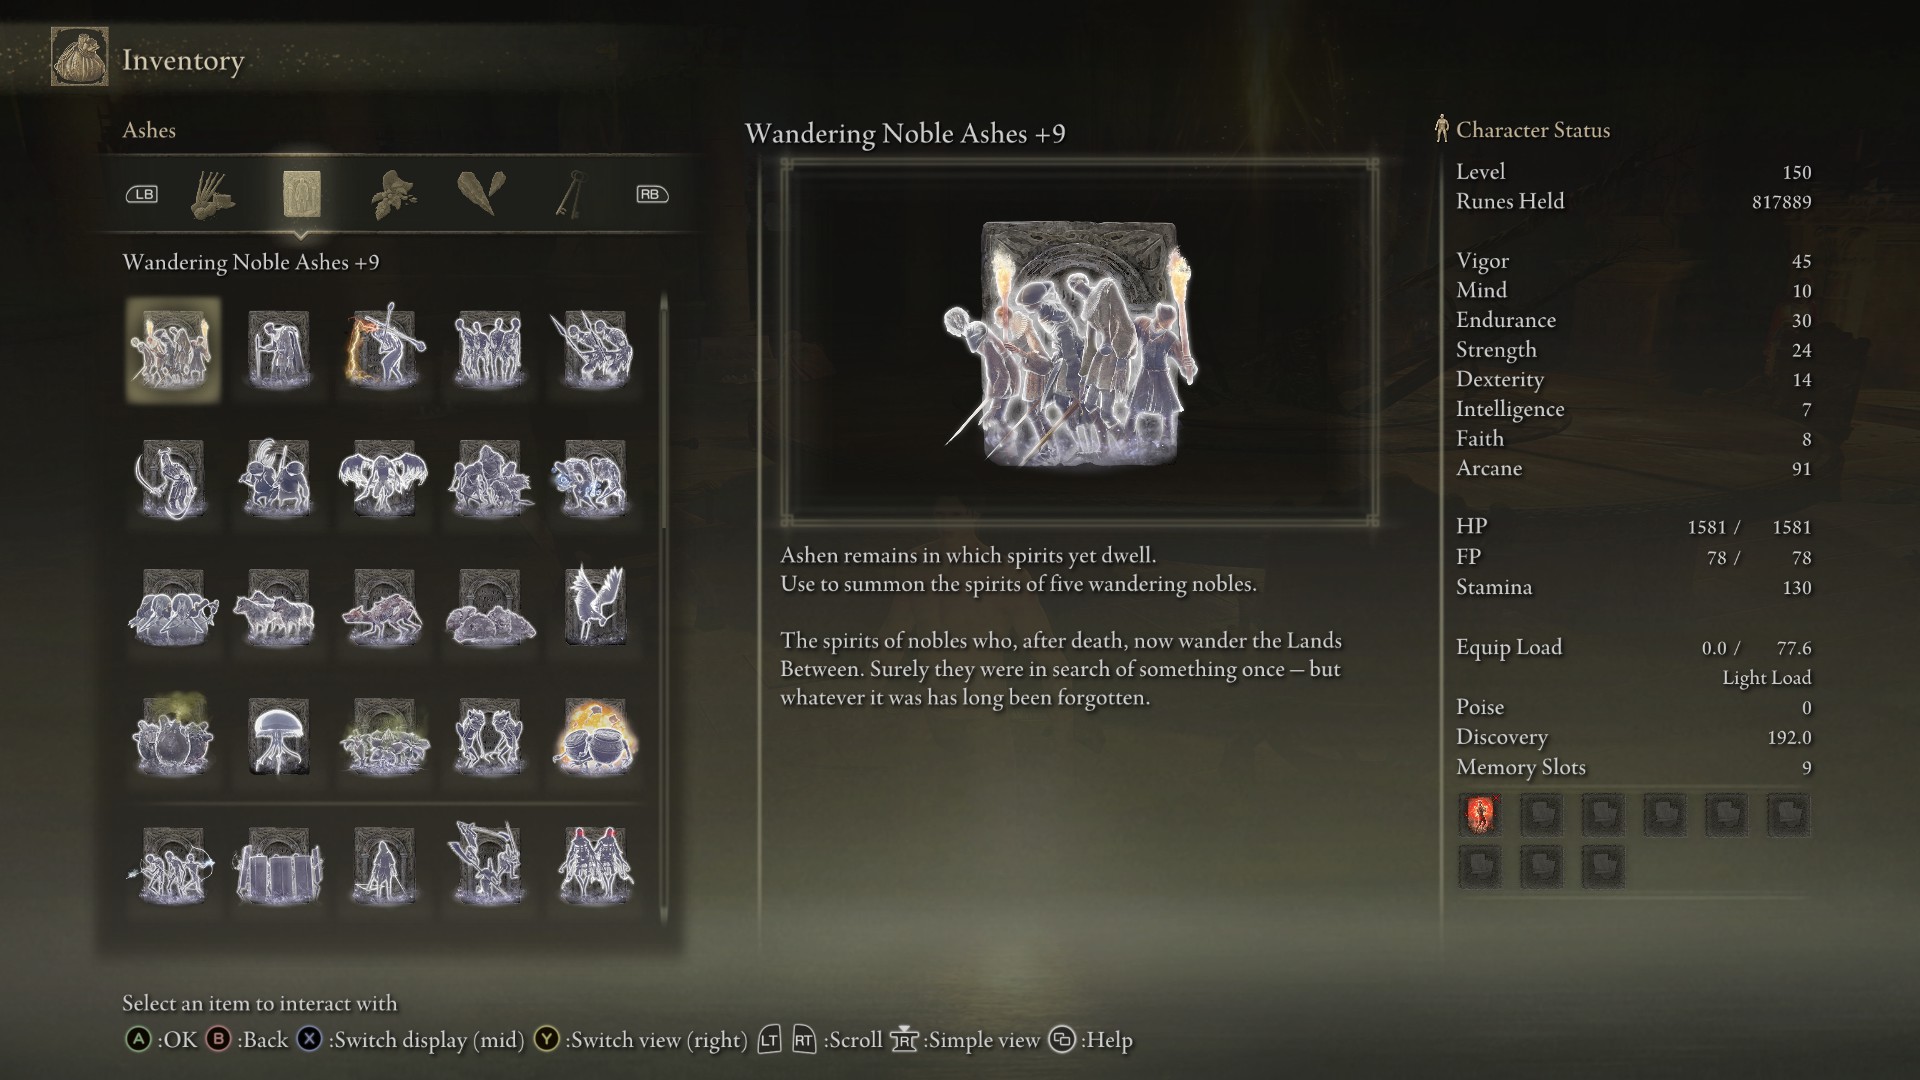 Inventory
Ashes
LB
RB
Wandering Noble Ashes +9
Wandering Noble Ashes +9
Ashen remains in which spirits yet dwell.
Use to summon the spirits of five wandering nobles.
The spirits of nobles who, after death, now wander the Lands
Between. Surely they were in search of something once – but
whatever it was has long been forgotten.
Character Status
Level 150
Runes Held 817889
Vigor 45
Mind 10
Endurance 30
Strength 24
Dexterity 14
Intelligence 7
Faith 8
Arcane 91
HP 1581 / 1581
FP 78 / 78
Stamina 130
Equip Load 0.0 / 77.6
Light Load
Poise 0
Discovery 192.0
Memory Slots 9
Select an item to interact with
A :OK B :Back X :Switch display (mid) Y :Switch view (right) LT RT :Scroll R :Simple view :Help